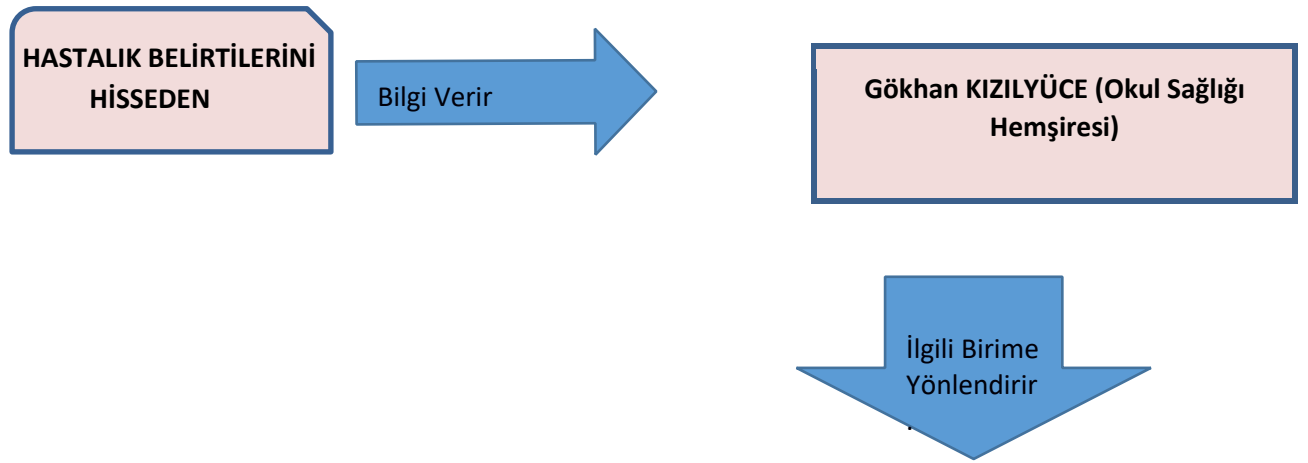 HASTALIK BELİRTİLERİNİ
HİSSEDEN
Bilgi Verir
Gökhan KIZILYÜCE (Okul Sağlığı
Hemşiresi)
İlgili Birime
Yönlendirir